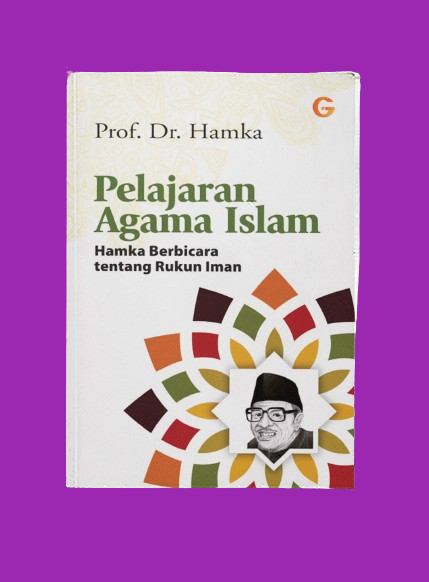 Prof. Dr. Hamka
Pelajaran
Agama Islam
Hamka Berbicara
tentang Rukun Iman